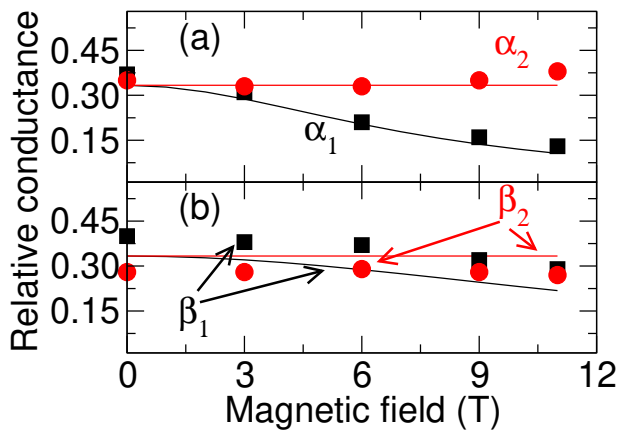 Relative conductance
(a)
α2
0.45
0.30
0.15
α1
(b)
β2
0.45
0.30
0.15
β1
0 3 6 9 12
Magnetic field (T)